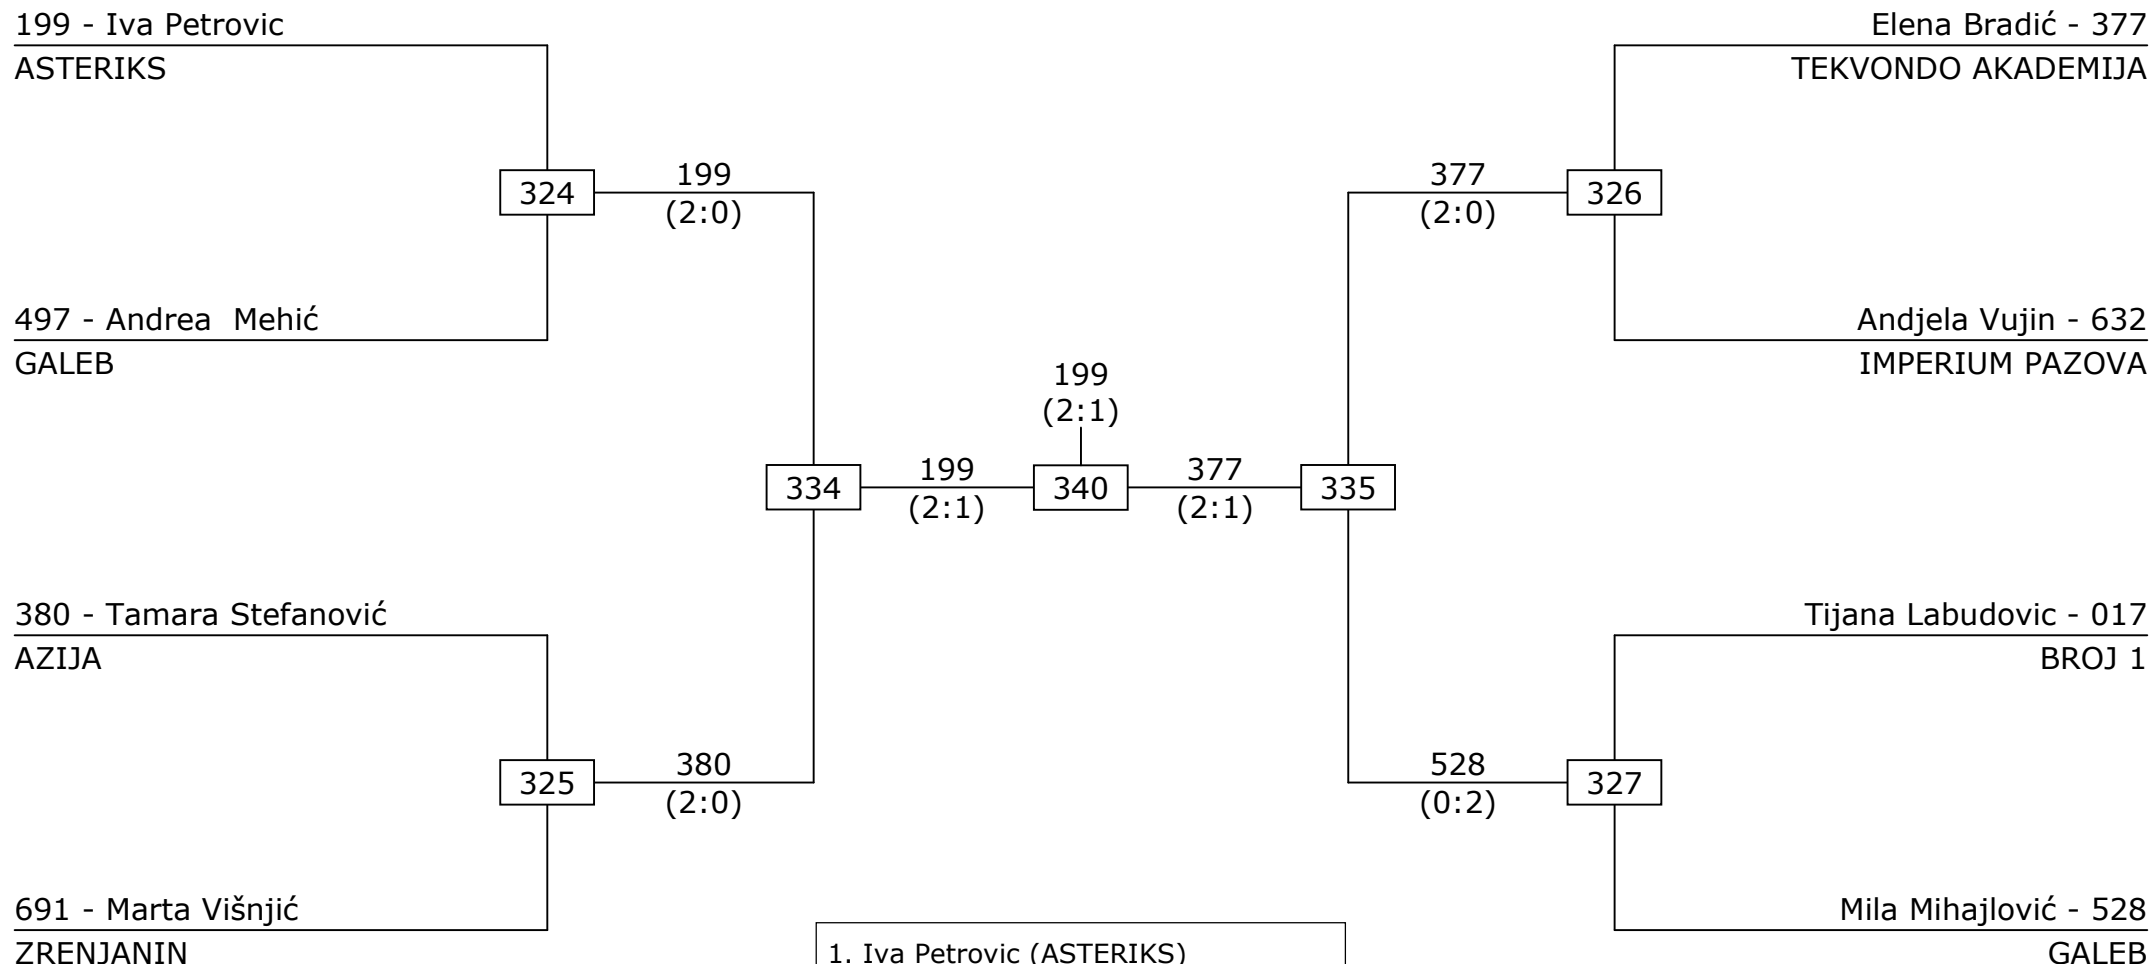 199 - Iva Petrovic
ASTERIKS
497 - Andrea  Mehić
GALEB
380 - Tamara Stefanović
AZIJA
691 - Marta Višnjić
ZRENJANIN
324
199
(2:0)
325
380
(2:0)
334
199
(2:1)
199
(2:1)
340
377
(2:1)
335
377
(2:0)
326
528
(0:2)
327
Elena Bradić - 377
TEKVONDO AKADEMIJA
Andjela Vujin - 632
IMPERIUM PAZOVA
Tijana Labudovic - 017
BROJ 1
Mila Mihajlović - 528
GALEB
1. Iva Petrovic (ASTERIKS)